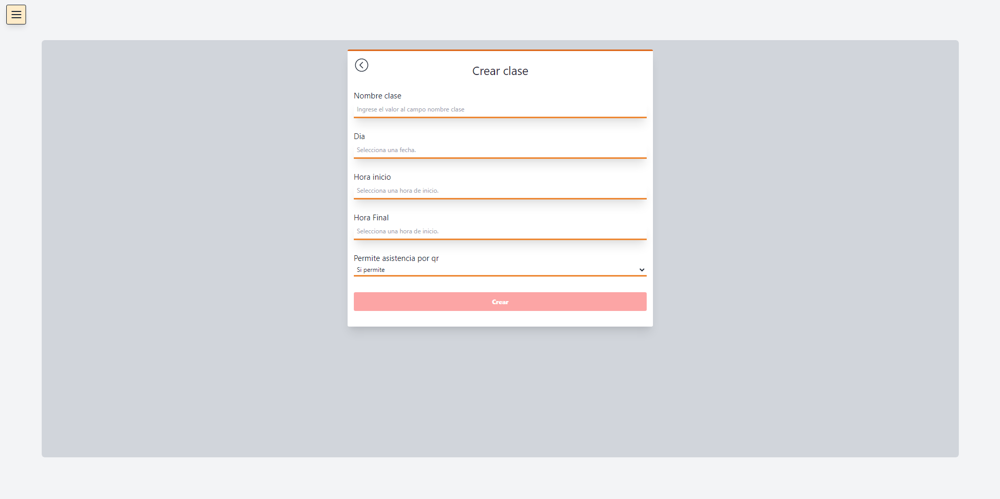 Crear clase
Nombre clase
Ingrese el valor al campo nombre clase
Dia
Selecciona una fecha.
Hora inicio
Selecciona una hora de inicio.
Hora Final
Selecciona una hora de inicio.
Permite asistencia por qr
Si permite
Crear